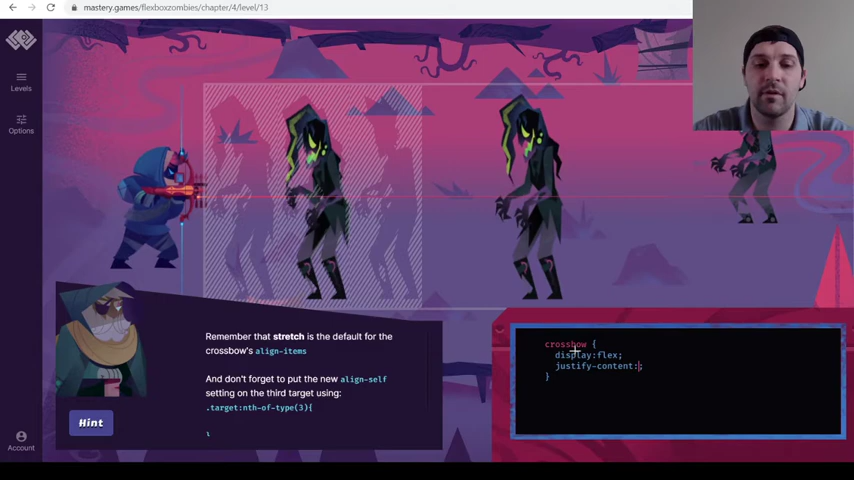 mastery.games/flexboxzombies/chapter/4/level/13
Levels
Options
Remember that stretch is the default for the
crossbow's align-items
And don't forget to put the new align-self
setting on the third target using:
.target:nth-of-type(3){
Hint
Account
crossbow {
display:flex;
justify-content:;
}